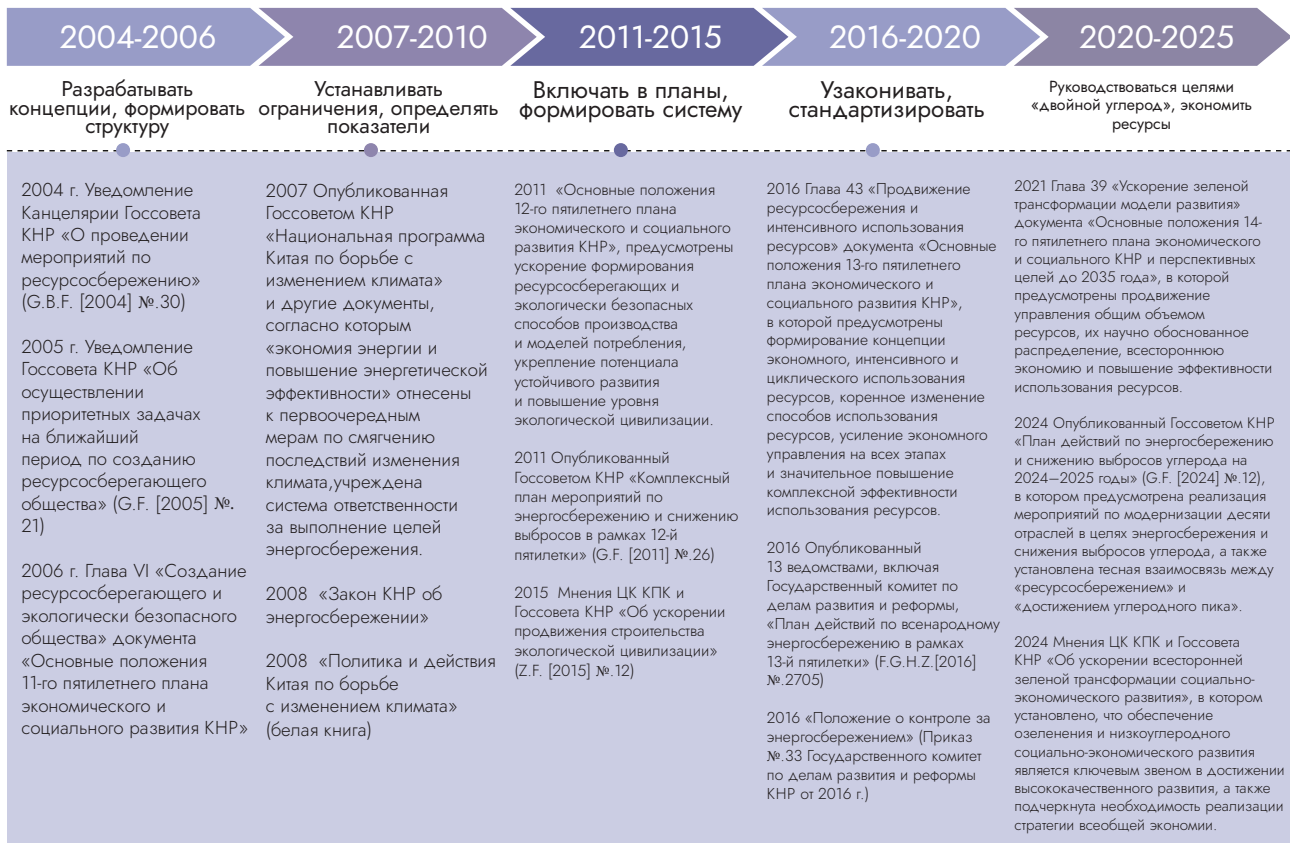 2004-2006
2007-2010
2011-2015
2016-2020
2020-2025
Разрабатывать
концепции, формировать
структуру
Устанавливать
ограничения, определять
показатели
Включать в планы,
формировать систему
Узаконивать,
стандартизировать
Руководствоваться целями
«двойной углерод», экономить
ресурсы
2004 г. Уведомление
Канцелярии Госсовета
КНР «О проведении
мероприятий по
ресурсосбережению»
(G.B.F. [2004] №.30)
2005 г. Уведомление
Госсовета КНР «Об
осуществлении
приоритетных задачах
на ближайший
период по созданию
ресурсосберегающего
общества» (G.F. [2005] №.
21)
2006 г. Глава VI «Создание
ресурсосберегающего и
экологически безопасного
общества» документа
«Основные положения
11-го пятилетнего плана
экономического и
социального развития КНР»
2007 Опубликованная
Госсоветом КНР
«Национальная программа
Китая по борьбе с
изменением климата»
и другие документы,
согласно которым
«экономия энергии и
повышение энергетической
эффективности» отнесены
к первоочередным
мерам по смягчению
последствий изменения
климата,учреждена
система ответственности
за выполнение целей
энергосбережения.
2008 «Закон КНР об
энергосбережении»
2008 «Политика и действия
Китая по борьбе
с изменением климата»
(белая книга)
2011 «Основные положения
12-го пятилетнего плана
экономического и социального
развития КНР», предусмотрены
ускорение формирования
ресурсосберегающих и
экологически безопасных
способов производства
и моделей потребления,
укрепление потенциала
устойчивого развития
и повышение уровня
экологической цивилизации.
2011 Опубликованный
Госсоветом КНР «Комплексный
план мероприятий по
энергосбережению и снижению
выбросов в рамках 12-й
пятилетки» (G.F. [2011] №.26)
2015 Мнения ЦК КПК и
Госсовета КНР «Об ускорении
продвижения строительства
экологической цивилизации»
(Z.F. [2015] №.12)
2016 Глава 43 «Продвижение
ресурсосбережения и
интенсивного использования
ресурсов» документа «Основные
положения 13-го пятилетнего
плана экономического и
социального развития КНР»,
в которой предусмотрены
формирование концепции
экономного, интенсивного и
циклического использования
ресурсов, коренное изменение
способов использования
ресурсов, усиление экономного
управления на всех этапах
и значительное повышение
комплексной эффективности
использования ресурсов.
2016 Опубликованный
13 ведомствами, включая
Государственный комитет по
делам развития и реформы,
«План действий по всенародному
энергосбережению в рамках
13-й пятилетки» (F.G.H.Z.[2016]
№.2705)
2016 «Положение о контроле за
энергосбережением» (Приказ
№.33 Государственного комитет
по делам развития и реформы
КНР от 2016 г.)
2021 Глава 39 «Ускорение зеленой
трансформации модели развития»
документа «Основные положения 14-
го пятилетнего плана экономического
и социального КНР и перспективных
целей до 2035 года», в которой
предусмотрены продвижение
управления общим объемом
ресурсов, их научно обоснованное
распределение, всестороннюю
экономию и повышение эффективности
использования ресурсов.
2024 Опубликованный Госсоветом КНР
«План действий по энергосбережению
и снижению выбросов углерода на
2024–2025 годы» (G.F. [2024] №.12),
в котором предусмотрена реализация
мероприятий по модернизации десяти
отраслей в целях энергосбережения и
снижения выбросов углерода, а также
установлена тесная взаимосвязь между
«ресурсосбережением» и
«достижением углеродного пика».
2024 Мнения ЦК КПК и Госсовета
КНР «Об ускорении всесторонней
зеленой трансформации социально-
экономического развития», в котором
установлено, что обеспечение
озеленения и низкоуглеродного
социально-экономического развития
является ключевым звеном в достижении
высококачественного развития, а также
подчеркнута необходимость реализации
стратегии всеобщей экономии.